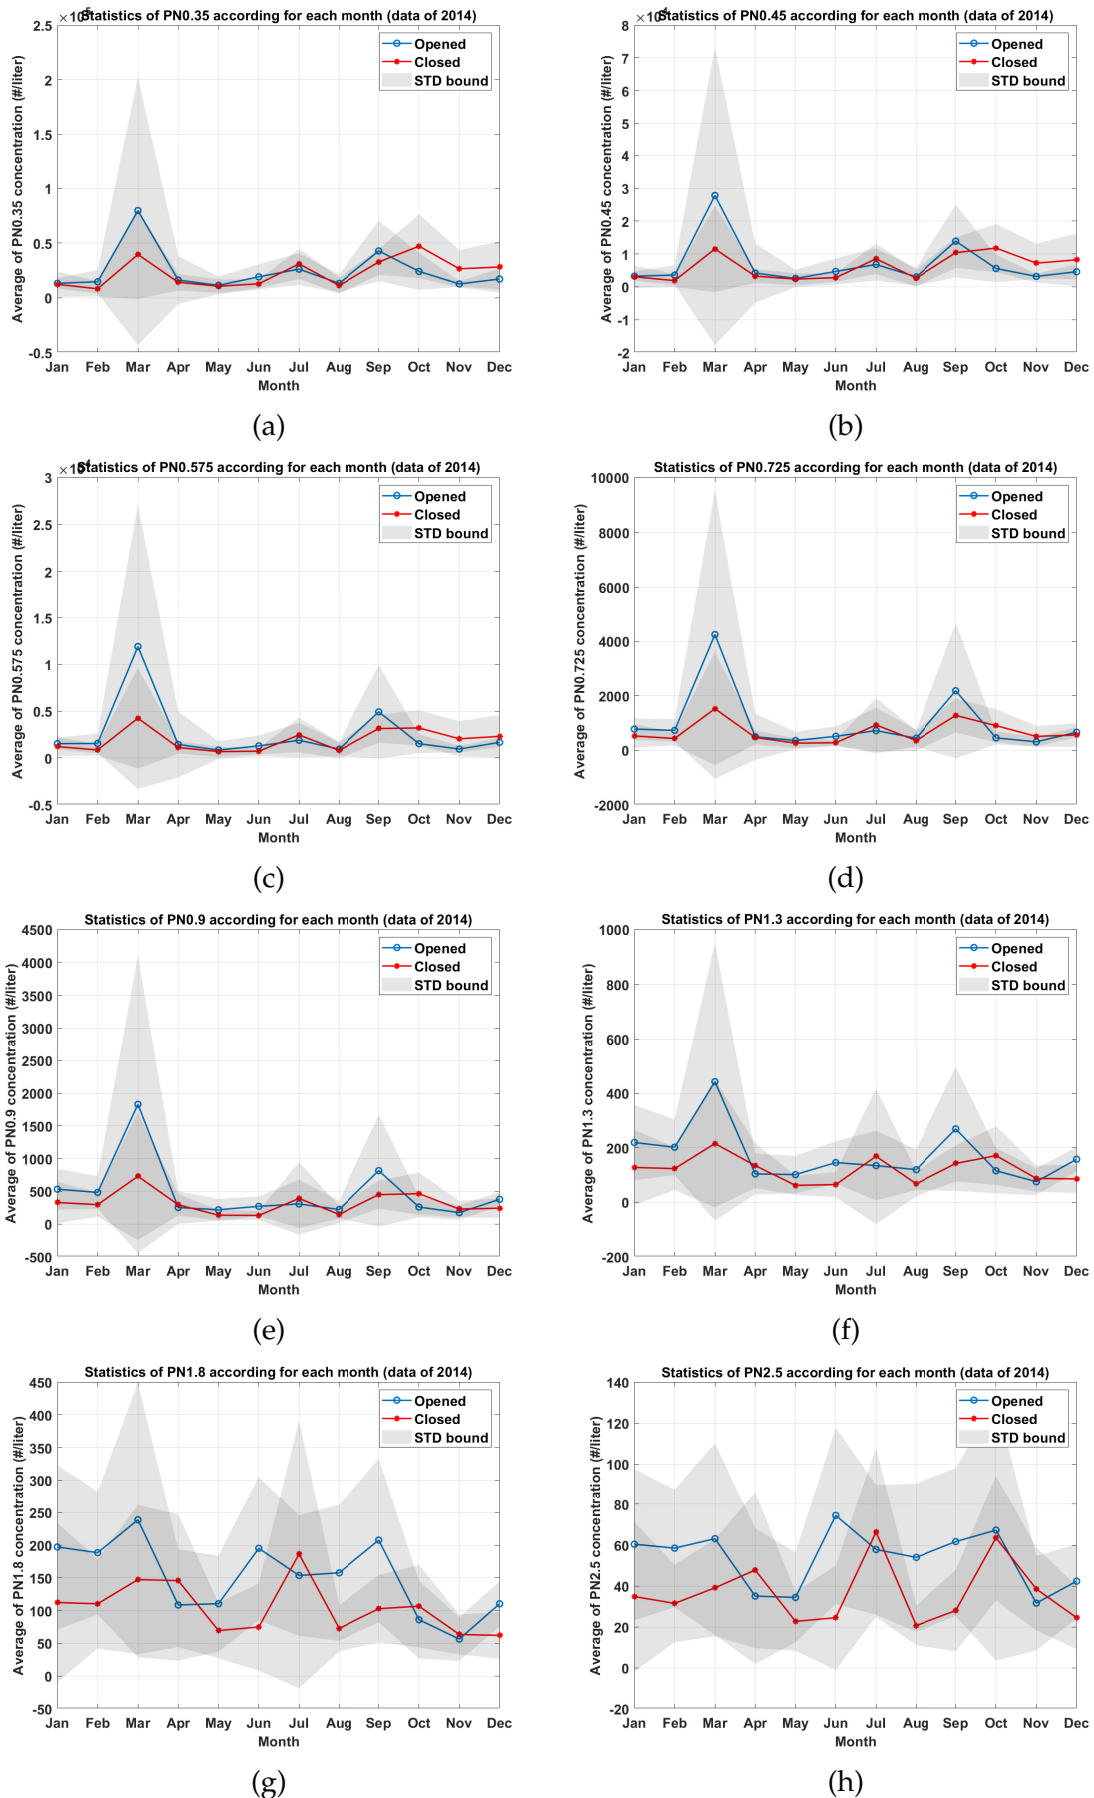 ×10⁵
Statistics of PN0.35 according for each month (data of 2014)
2.5
2
1.5
1
0.5
0
-0.5
Average of PN0.35 concentration (#/liter)
Opened
Closed
STD bound
Jan Feb Mar Apr May Jun Jul Aug Sep Oct Nov Dec
Month
(a)
×10⁴
Statistics of PN0.45 according for each month (data of 2014)
8
7
6
5
4
3
2
1
0
-1
-2
Average of PN0.45 concentration (#/liter)
Opened
Closed
STD bound
Jan Feb Mar Apr May Jun Jul Aug Sep Oct Nov Dec
Month
(b)
×10⁴
Statistics of PN0.575 according for each month (data of 2014)
3
2.5
2
1.5
1
0.5
0
-0.5
Average of PN0.575 concentration (#/liter)
Opened
Closed
STD bound
Jan Feb Mar Apr May Jun Jul Aug Sep Oct Nov Dec
Month
(c)
Statistics of PN0.725 according for each month (data of 2014)
10000
8000
6000
4000
2000
0
-2000
Average of PN0.725 concentration (#/liter)
Opened
Closed
STD bound
Jan Feb Mar Apr May Jun Jul Aug Sep Oct Nov Dec
Month
(d)
Statistics of PN0.9 according for each month (data of 2014)
4500
4000
3500
3000
2500
2000
1500
1000
500
0
-500
Average of PN0.9 concentration (#/liter)
Opened
Closed
STD bound
Jan Feb Mar Apr May Jun Jul Aug Sep Oct Nov Dec
Month
(e)
Statistics of PN1.3 according for each month (data of 2014)
1000
800
600
400
200
0
-200
Average of PN1.3 concentration (#/liter)
Opened
Closed
STD bound
Jan Feb Mar Apr May Jun Jul Aug Sep Oct Nov Dec
Month
(f)
Statistics of PN1.8 according for each month (data of 2014)
450
400
350
300
250
200
150
100
50
0
-50
Average of PN1.8 concentration (#/liter)
Opened
Closed
STD bound
Jan Feb Mar Apr May Jun Jul Aug Sep Oct Nov Dec
Month
(g)
Statistics of PN2.5 according for each month (data of 2014)
140
120
100
80
60
40
20
0
-20
Average of PN2.5 concentration (#/liter)
Opened
Closed
STD bound
Jan Feb Mar Apr May Jun Jul Aug Sep Oct Nov Dec
Month
(h)